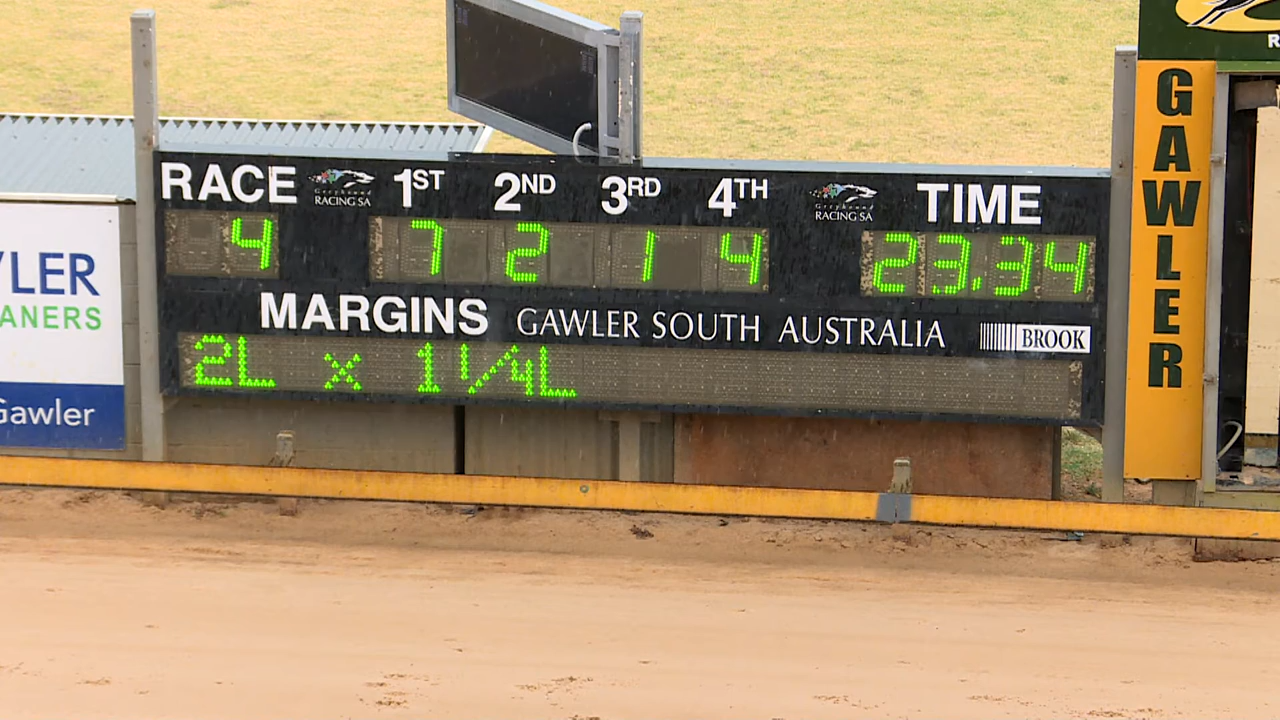 RACE 1ST 2ND 3RD 4TH TIME
Greyhound RACING SA
Greyhound RACING SA
4 7 2 1 4 23.34
MARGINS GAWLER SOUTH AUSTRALIA BROOK
2L x 1 1/4L
GAWLER
R
LER
ANERS
Gawler